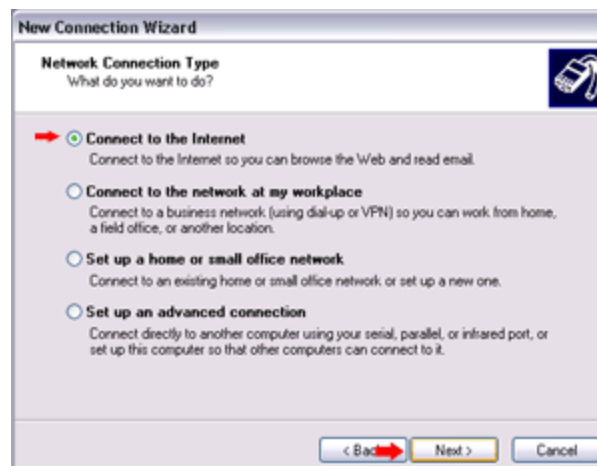 New Connection Wizard
Network Connection Type
What do you want to do?
Connect to the Internet
Connect to the Internet so you can browse the Web and read email.
Connect to the network at my workplace
Connect to a business network (using dial-up or VPN) so you can work from home,
a field office, or another location.
Set up a home or small office network
Connect to an existing home or small office network or set up a new one.
Set up an advanced connection
Connect directly to another computer using your serial, parallel, or infrared port, or
set up this computer so that other computers can connect to it.
< Back Next > Cancel